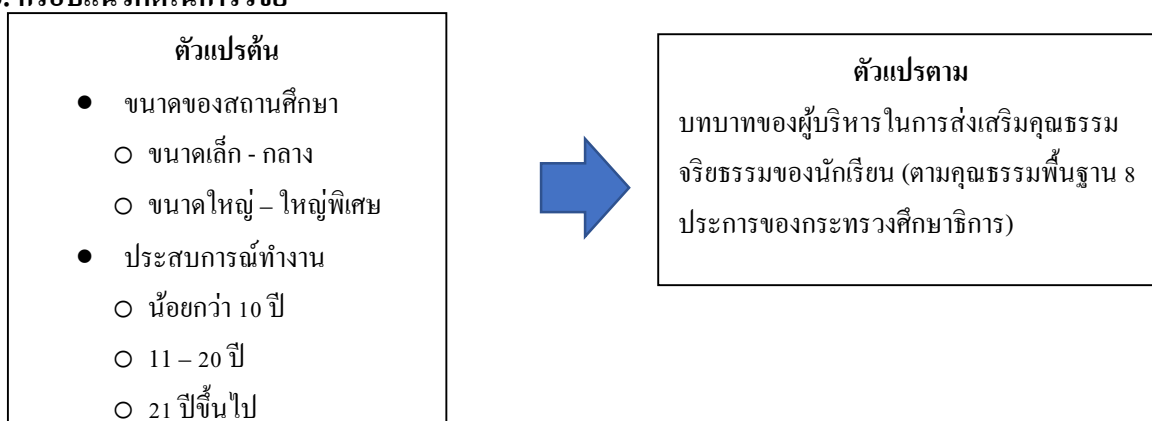 ตัวแปรต้น
● ขนาดของสถานศึกษา
○ ขนาดเล็ก - กลาง
○ ขนาดใหญ่ – ใหญ่พิเศษ
● ประสบการณ์ทำงาน
○ น้อยกว่า 10 ปี
○ 11 – 20 ปี
○ 21 ปีขึ้นไป
ตัวแปรตาม
บทบาทของผู้บริหารในการส่งเสริมคุณธรรม
จริยธรรมของนักเรียน (ตามคุณธรรมพื้นฐาน 8
ประการของกระทรวงศึกษาธิการ)